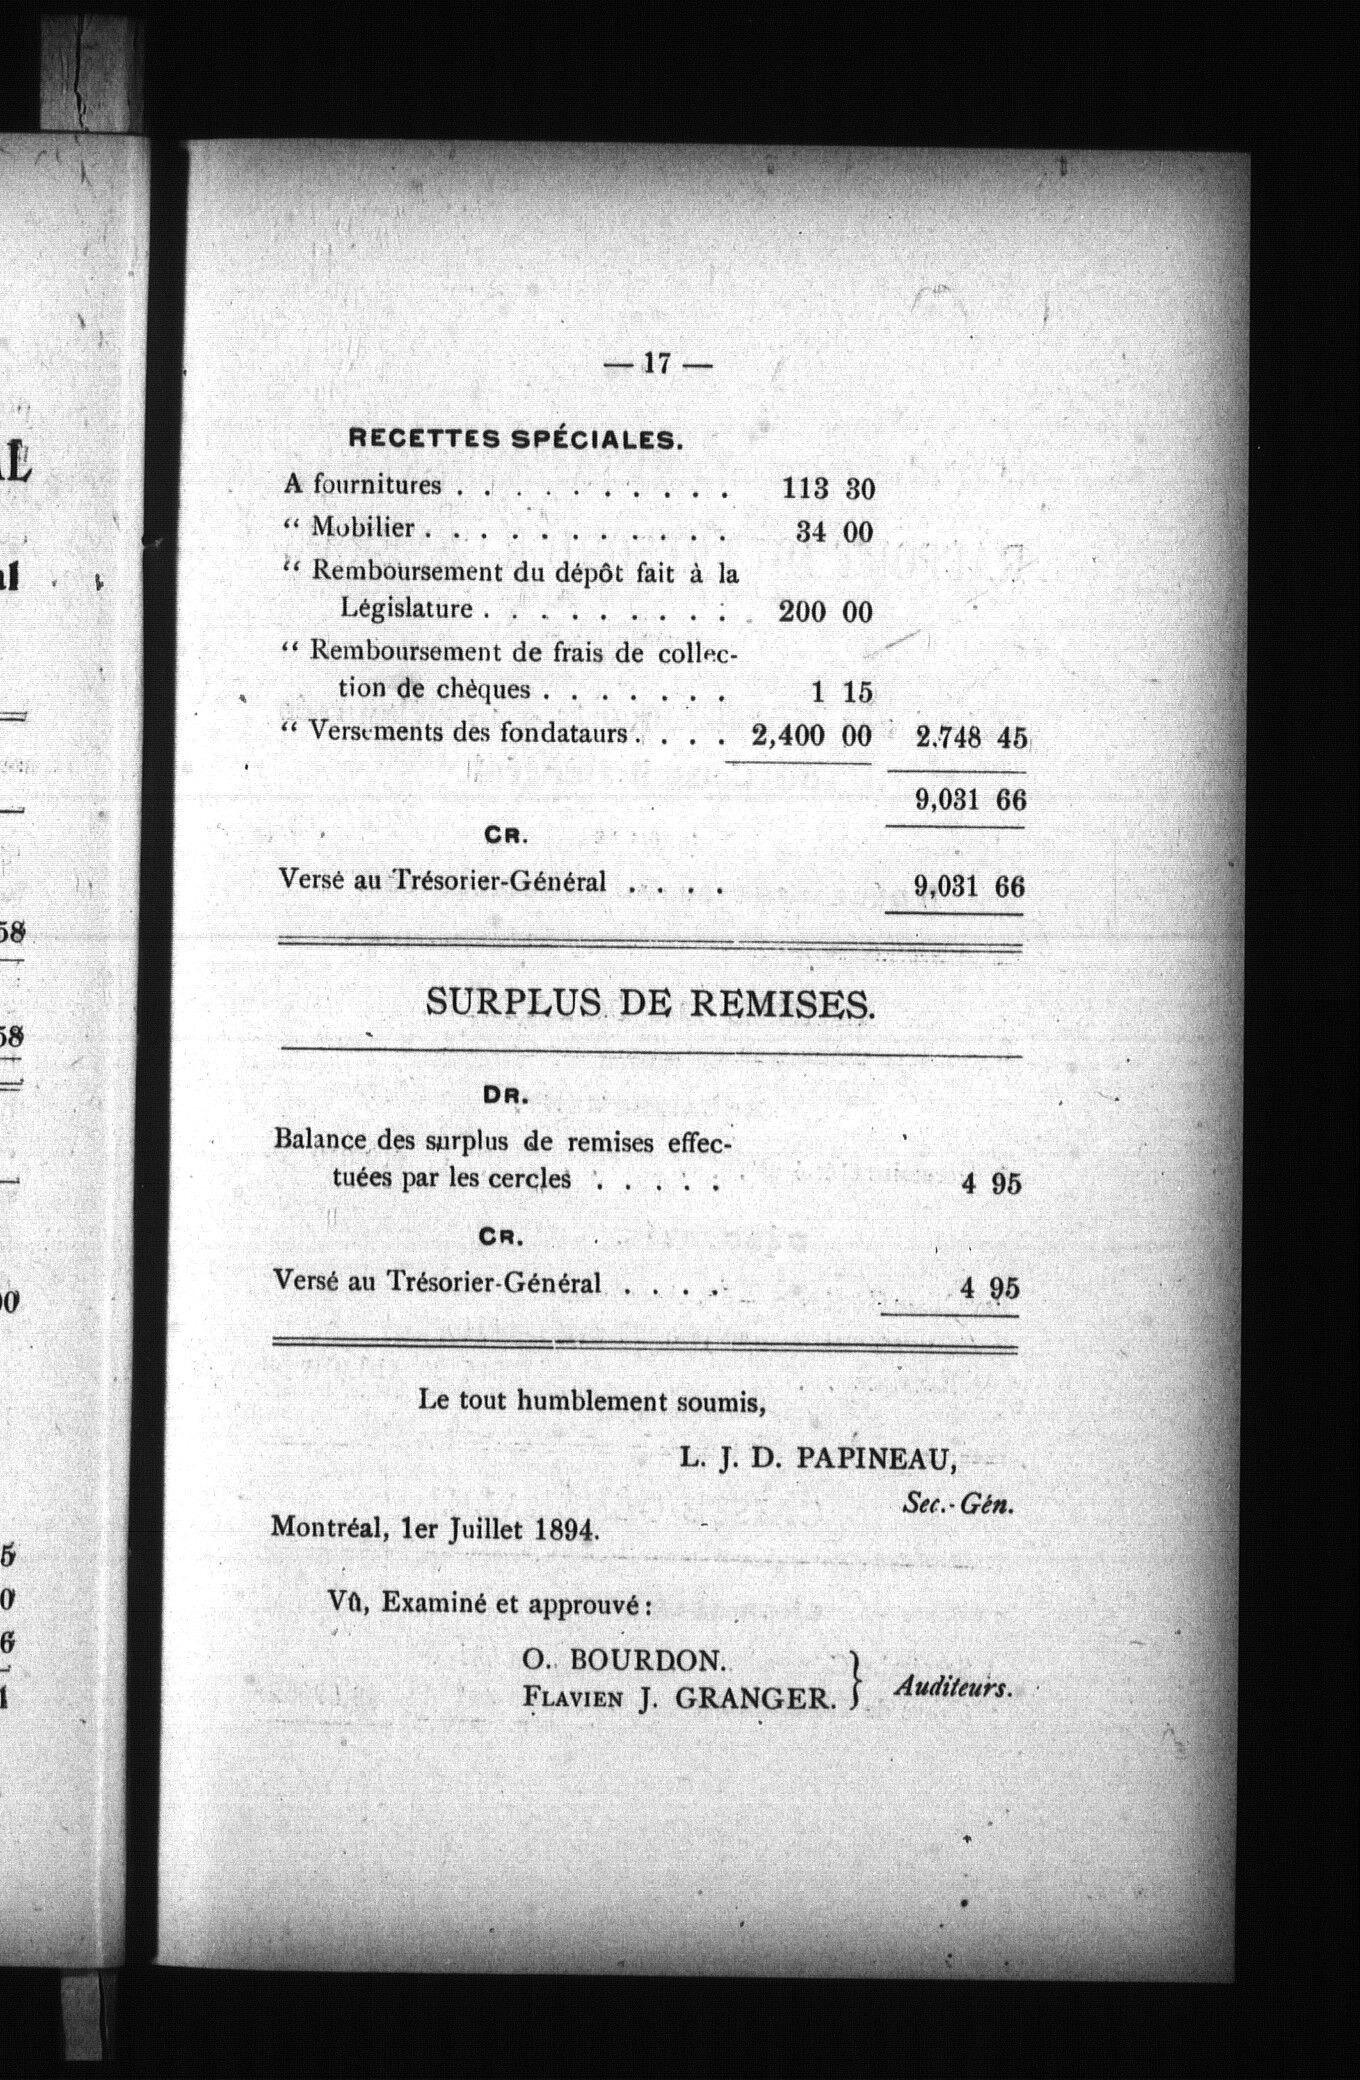 — 17 —
RECETTES SPÉCIALES.
A fournitures . . . . . . . . . . 113 30
“ Mobilier . . . . . . . . . . . 34 00
“ Remboursement du dépôt fait à la
Législature . . . . . . . . . 200 00
“ Remboursement de frais de collec-
tion de chèques . . . . . . . 1 15
“ Versements des fondataurs . . . . 2,400 00 2.748 45
9,031 66
CR.
Versé au Trésorier-Général . . . . 9,031 66
SURPLUS DE REMISES.
DR.
Balance des surplus de remises effec-
tuées par les cercles . . . . . 4 95
CR.
Versé au Trésorier-Général . . . . 4 95
Le tout humblement soumis,
L. J. D. PAPINEAU,
Sec.-Gén.
Montréal, 1er Juillet 1894.
Vû, Examiné et approuvé :
O. BOURDON.
FLAVIEN J. GRANGER. } Auditeurs.